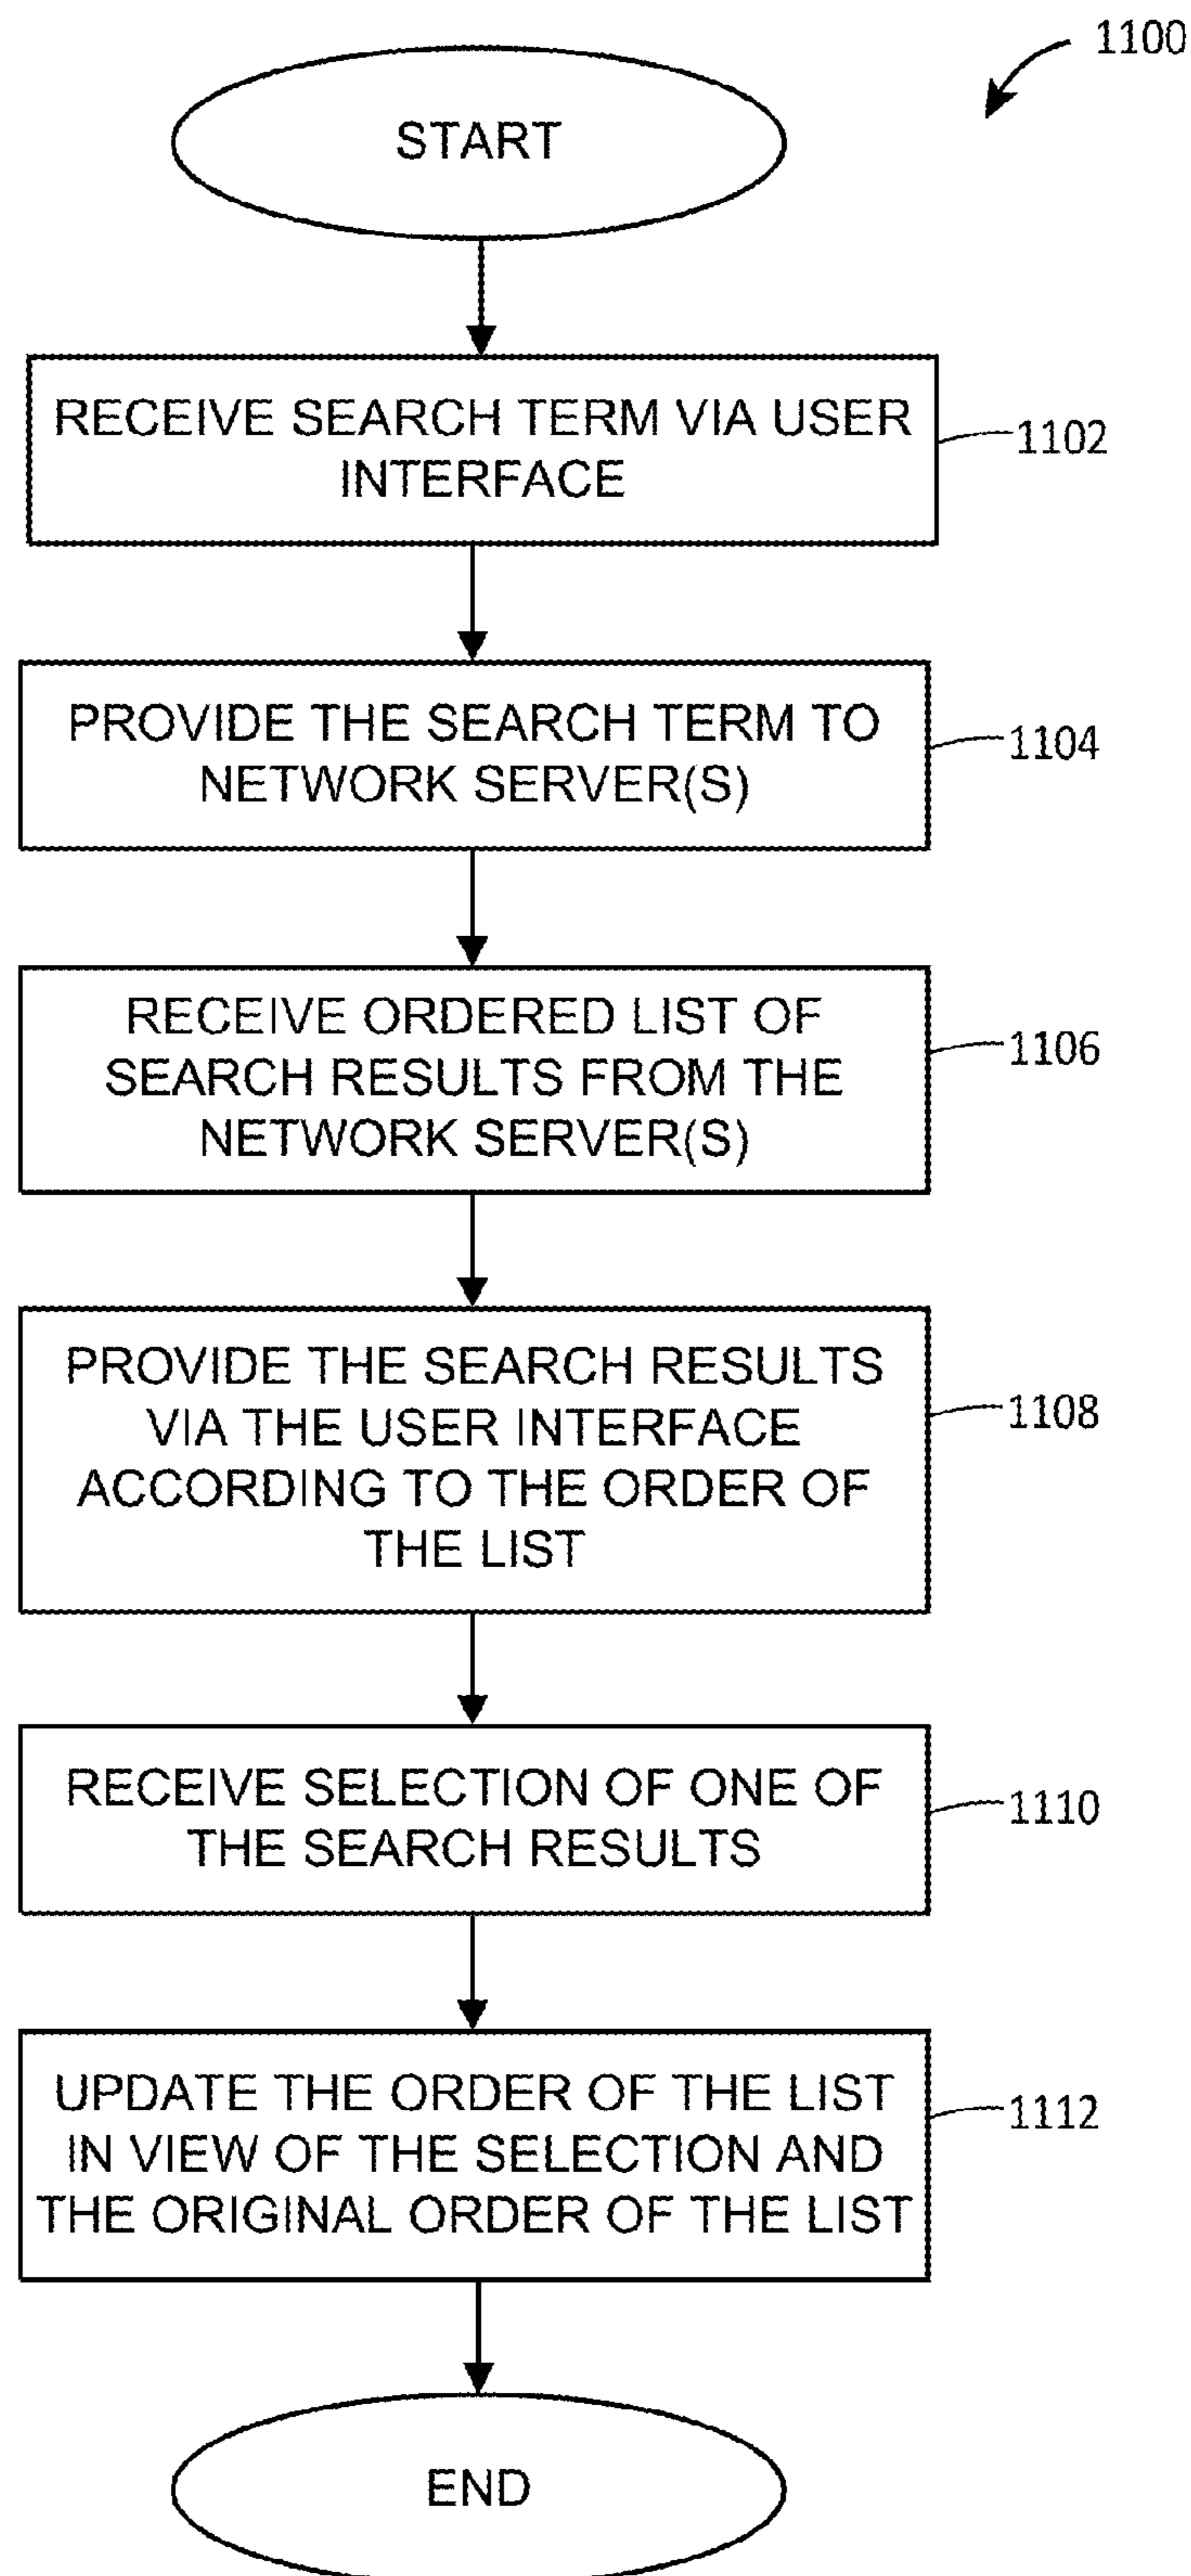 1100
START
RECEIVE SEARCH TERM VIA USER
INTERFACE
1102
PROVIDE THE SEARCH TERM TO
NETWORK SERVER(S)
1104
RECEIVE ORDERED LIST OF
SEARCH RESULTS FROM THE
NETWORK SERVER(S)
1106
PROVIDE THE SEARCH RESULTS
VIA THE USER INTERFACE
ACCORDING TO THE ORDER OF
THE LIST
1108
RECEIVE SELECTION OF ONE OF
THE SEARCH RESULTS
1110
UPDATE THE ORDER OF THE LIST
IN VIEW OF THE SELECTION AND
THE ORIGINAL ORDER OF THE LIST
1112
END